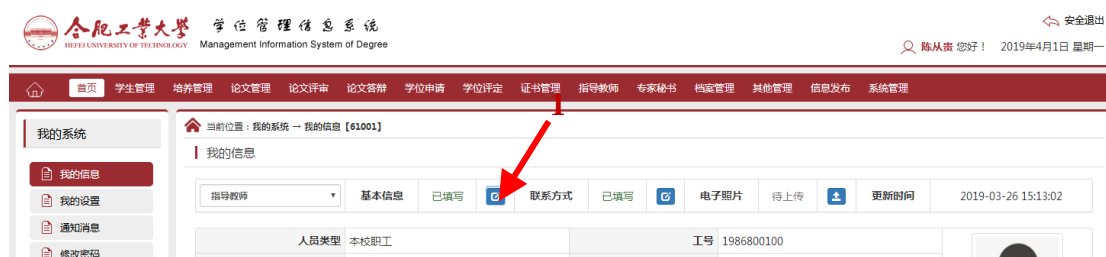 合肥工业大学 学位管理信息系统 安全退出
HEFEI UNIVERSITY OF TECHNOLOGY Management Information System of Degree
陈从贵 您好！ 2019年4月1日 星期一
首页 学生管理 培养管理 论文管理 论文评审 论文答辩 学位申请 学位评定 证书管理 指导教师 专家秘书 档案管理 其他管理 信息发布 系统管理
1
我的系统 当前位置：我的系统 → 我的信息【61001】
我的信息
我的信息
指导教师 基本信息 已填写 联系方式 已填写 电子照片 待上传 更新时间 2019-03-26 15:13:02
我的设置
通知消息
人员类型 本校职工 工号 1986800100
修改密码